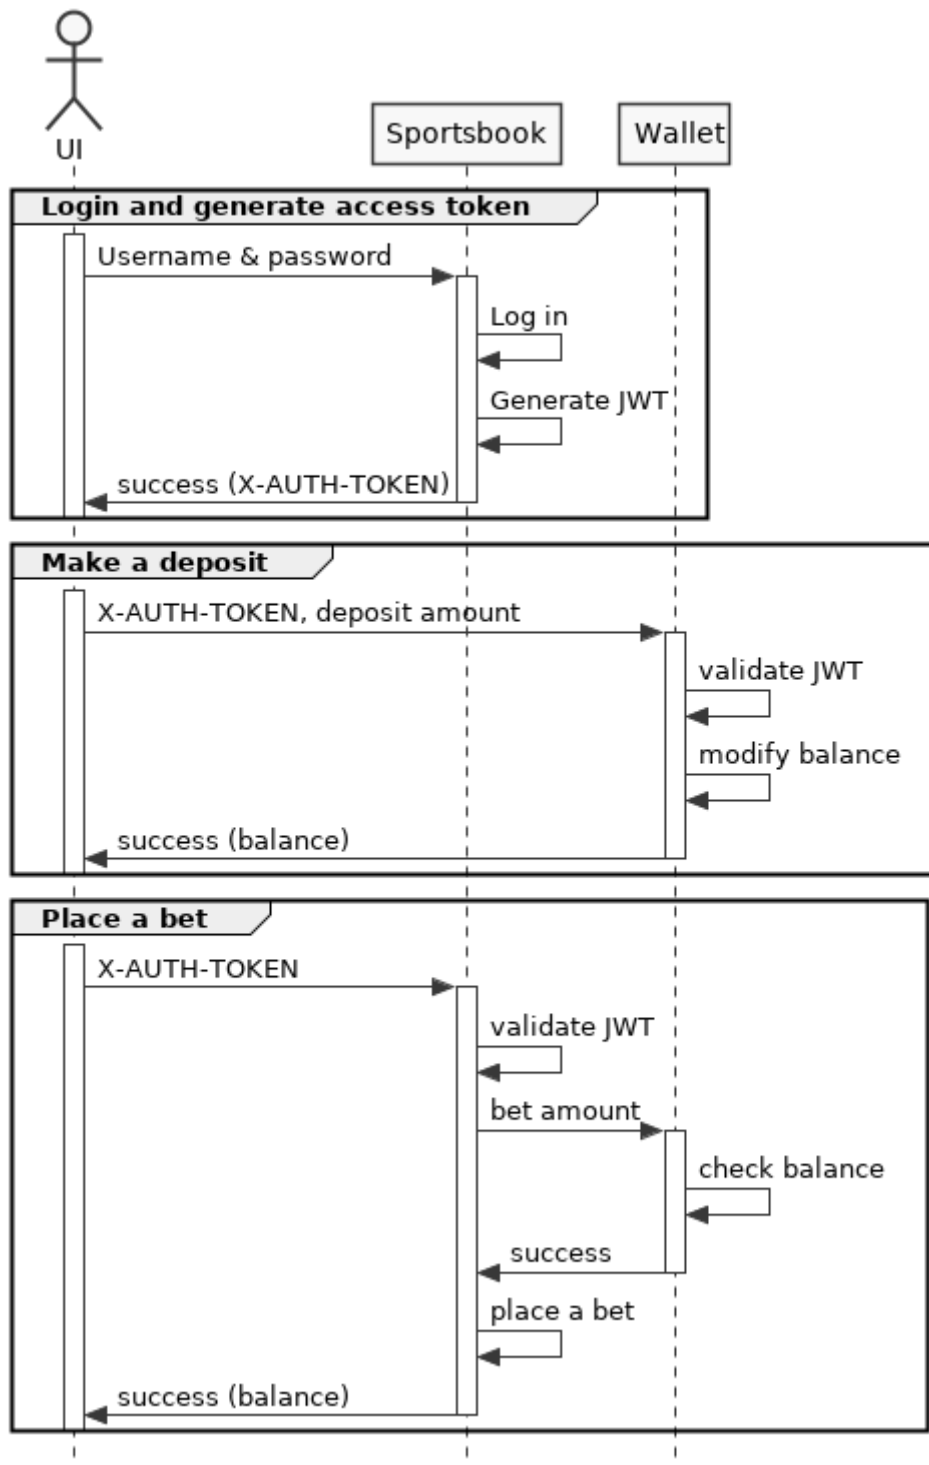 UI
Sportsbook
Wallet
Login and generate access token
Username & password
Log in
Generate JWT
success (X-AUTH-TOKEN)
Make a deposit
X-AUTH-TOKEN, deposit amount
validate JWT
modify balance
success (balance)
Place a bet
X-AUTH-TOKEN
validate JWT
bet amount
check balance
success
place a bet
success (balance)